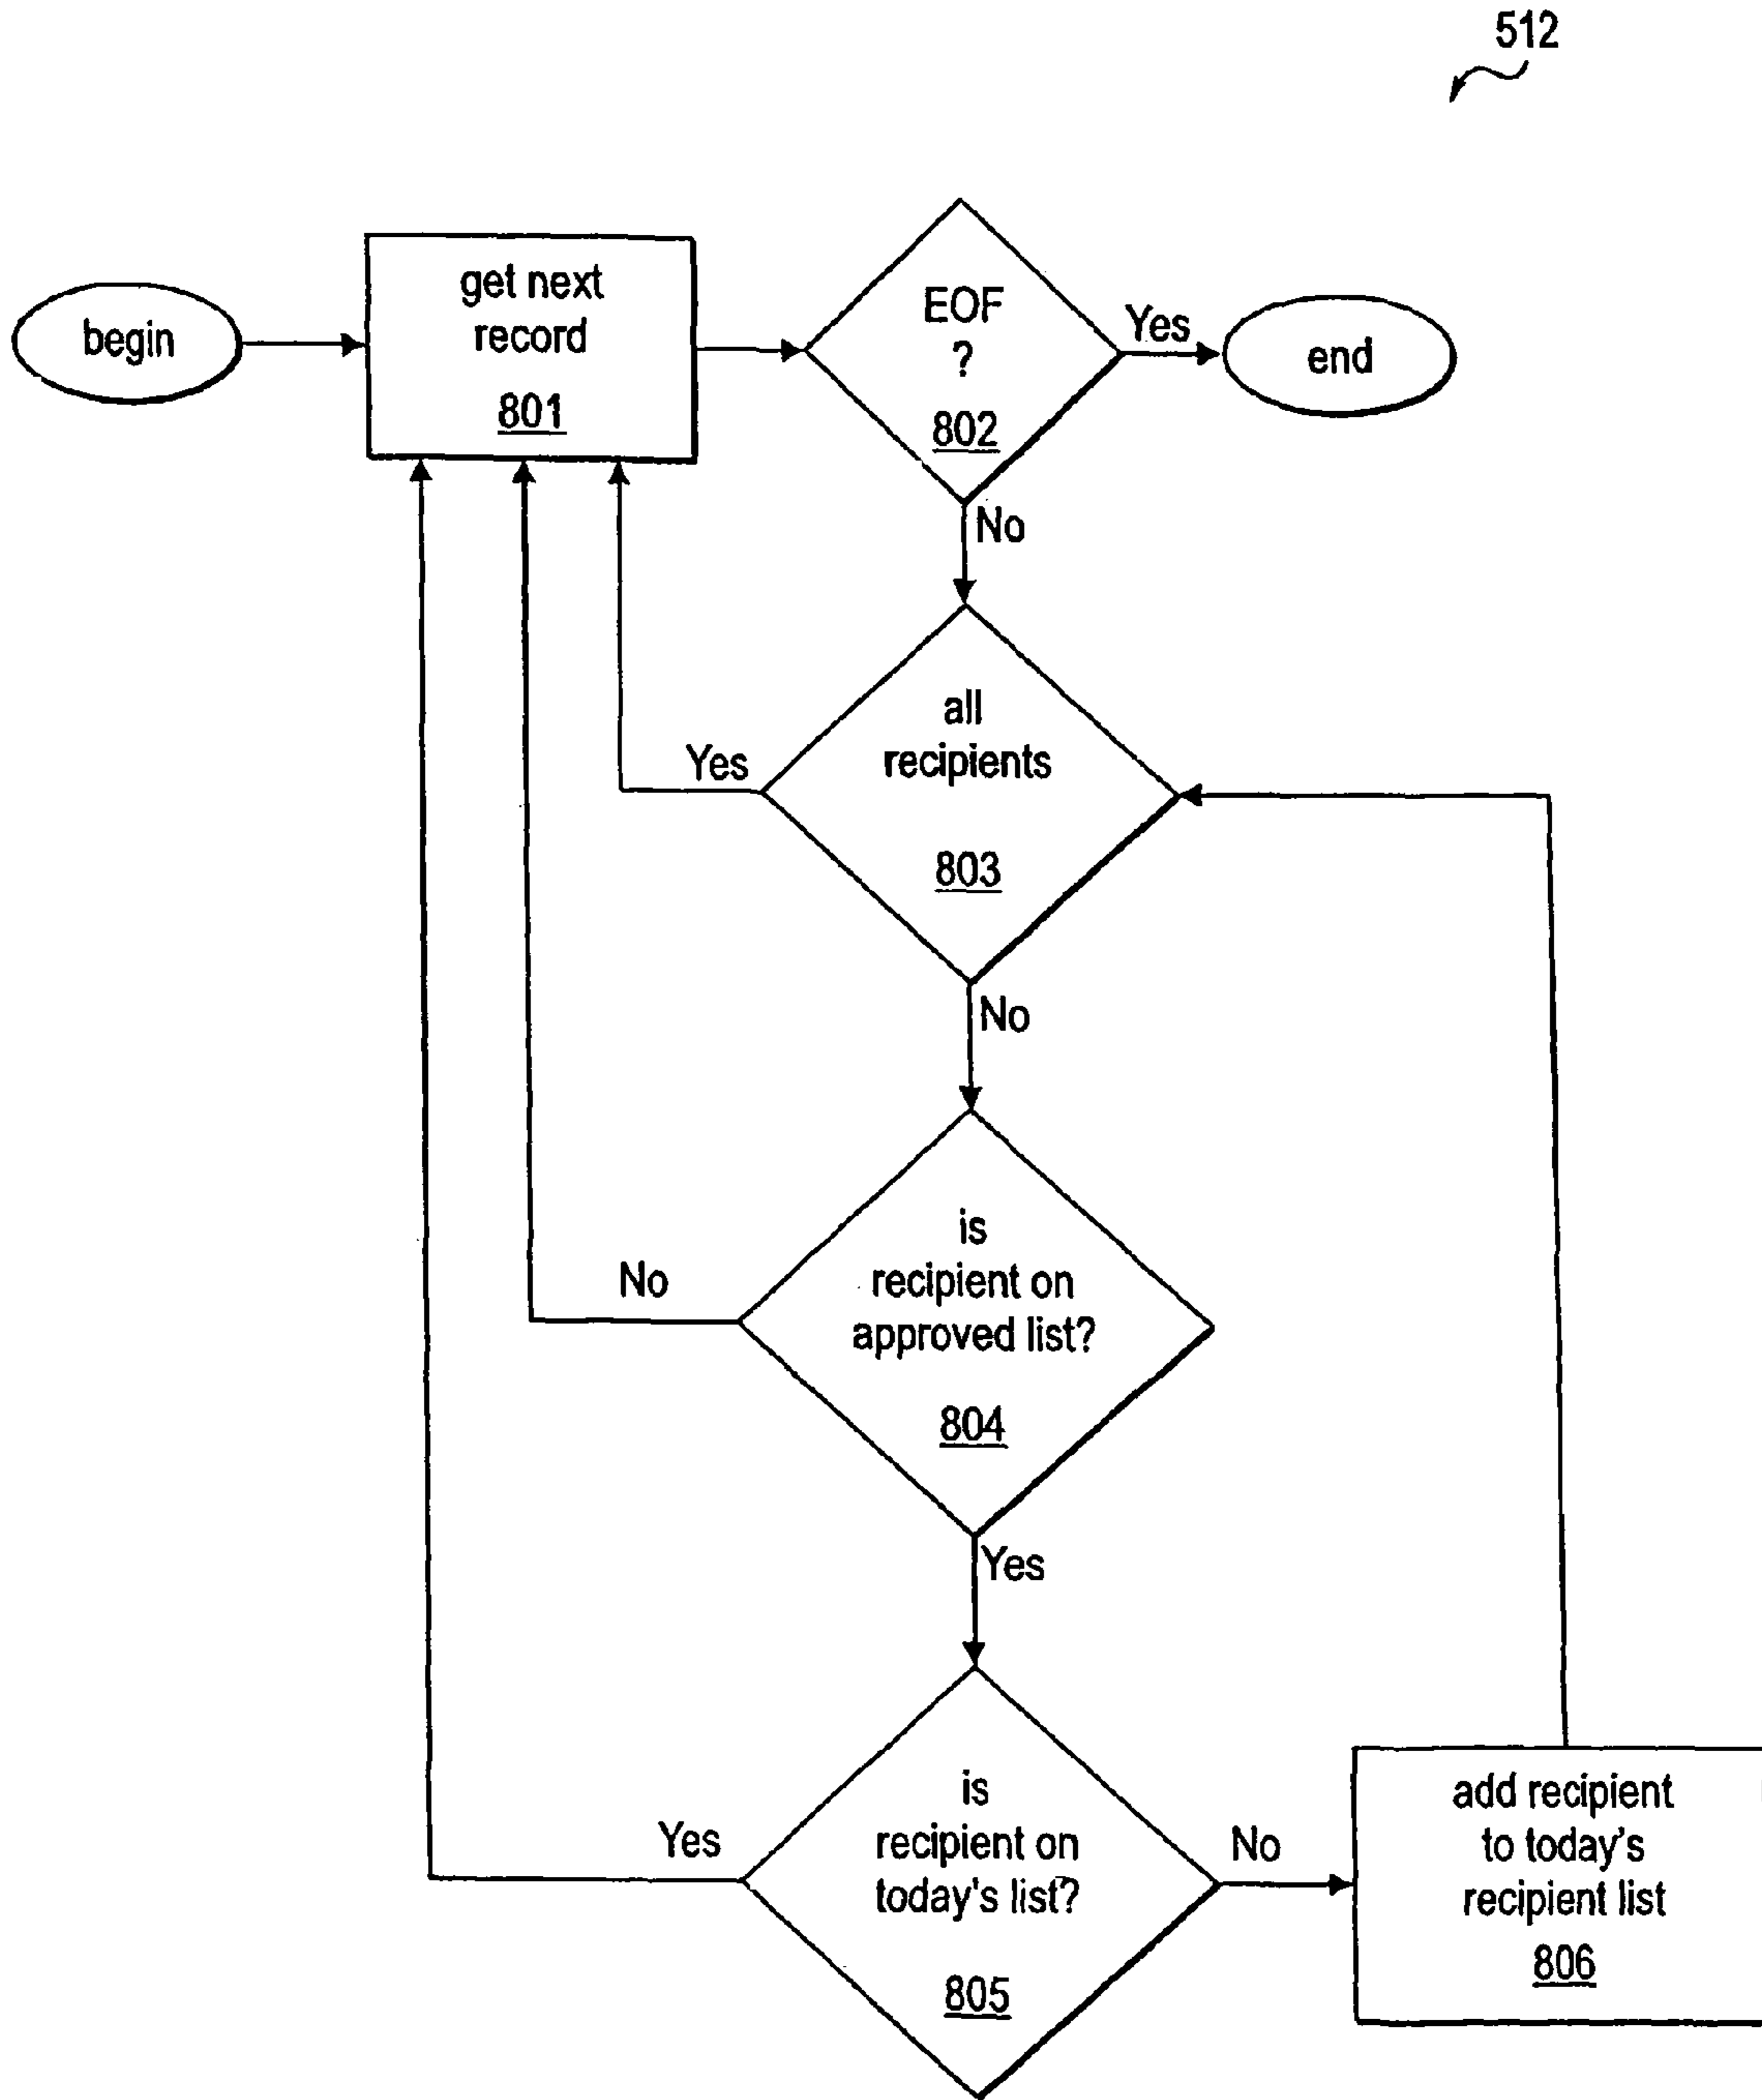 512
begin
get next
record
801
EOF
?
802
Yes
end
No
all
recipients
803
Yes
No
is
recipient on
approved list?
804
No
Yes
is
recipient on
today's list?
805
Yes
No
add recipient
to today's
recipient list
806